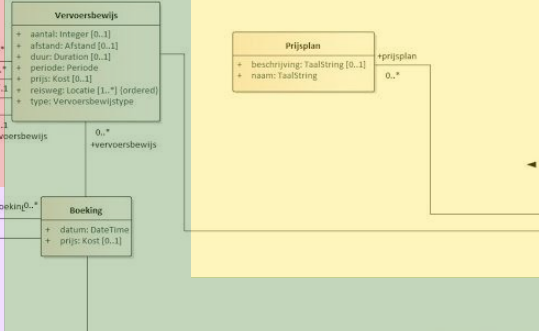 Vervoersbewijs
+ aantal: Integer [0..1]
+ afstand: Afstand [0..1]
+ duur: Duration [0..1]
+ periode: Periode
+ prijs: Kost [0..1]
+ reisweg: Locatie [1..*] {ordered}
+ type: Vervoersbewijstype
Prijsplan
+ beschrijving: TaalString [0..1]
+ naam: TaalString
+prijsplan
0..*
0..*
+vervoersbewijs
0..*
Boeking
+ datum: DateTime
+ prijs: Kost [0..1]